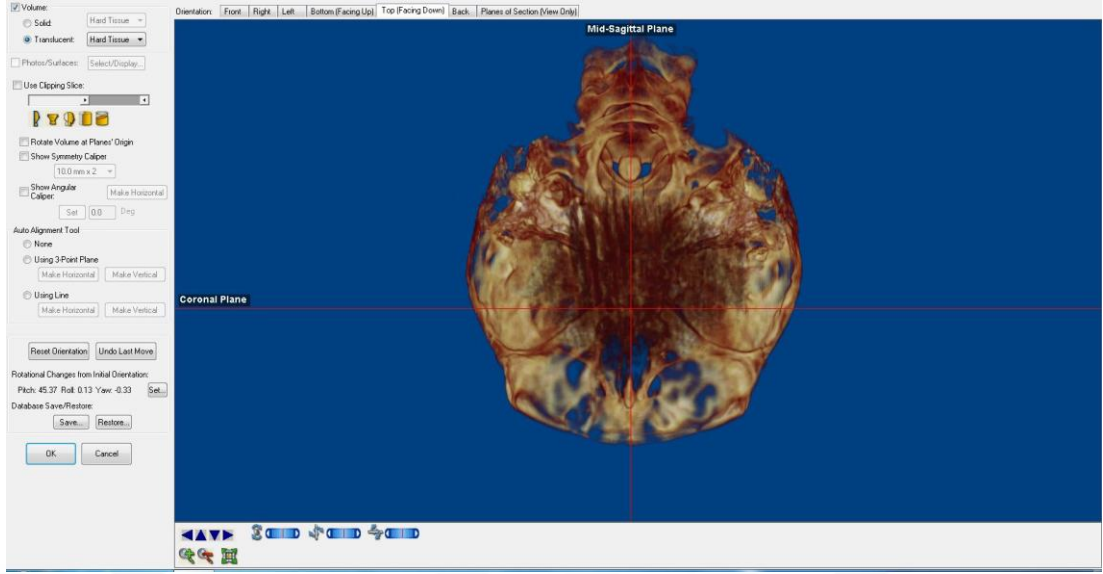 Volume:
Solid: Hard Tissue
Translucent: Hard Tissue
Photos/Surfaces: Select/Display...
Use Clipping Slice:
Rotate Volume at Planes' Origin
Show Symmetry Caliper
10.0 mm x 2
Show Angular Caliper: Make Horizontal
Set 0.0 Deg
Auto Alignment Tool
None
Using 3-Point Plane
Make Horizontal Make Vertical
Using Line
Make Horizontal Make Vertical
Reset Orientation Undo Last Move
Rotational Changes from Initial Orientation:
Pitch: 45.37 Roll: 0.13 Yaw: -0.33 Set...
Database Save/Restore:
Save... Restore...
OK Cancel
Orientation: Front Right Left Bottom (Facing Up) Top (Facing Down) Back Planes of Section (View Only)
Mid-Sagittal Plane
Coronal Plane